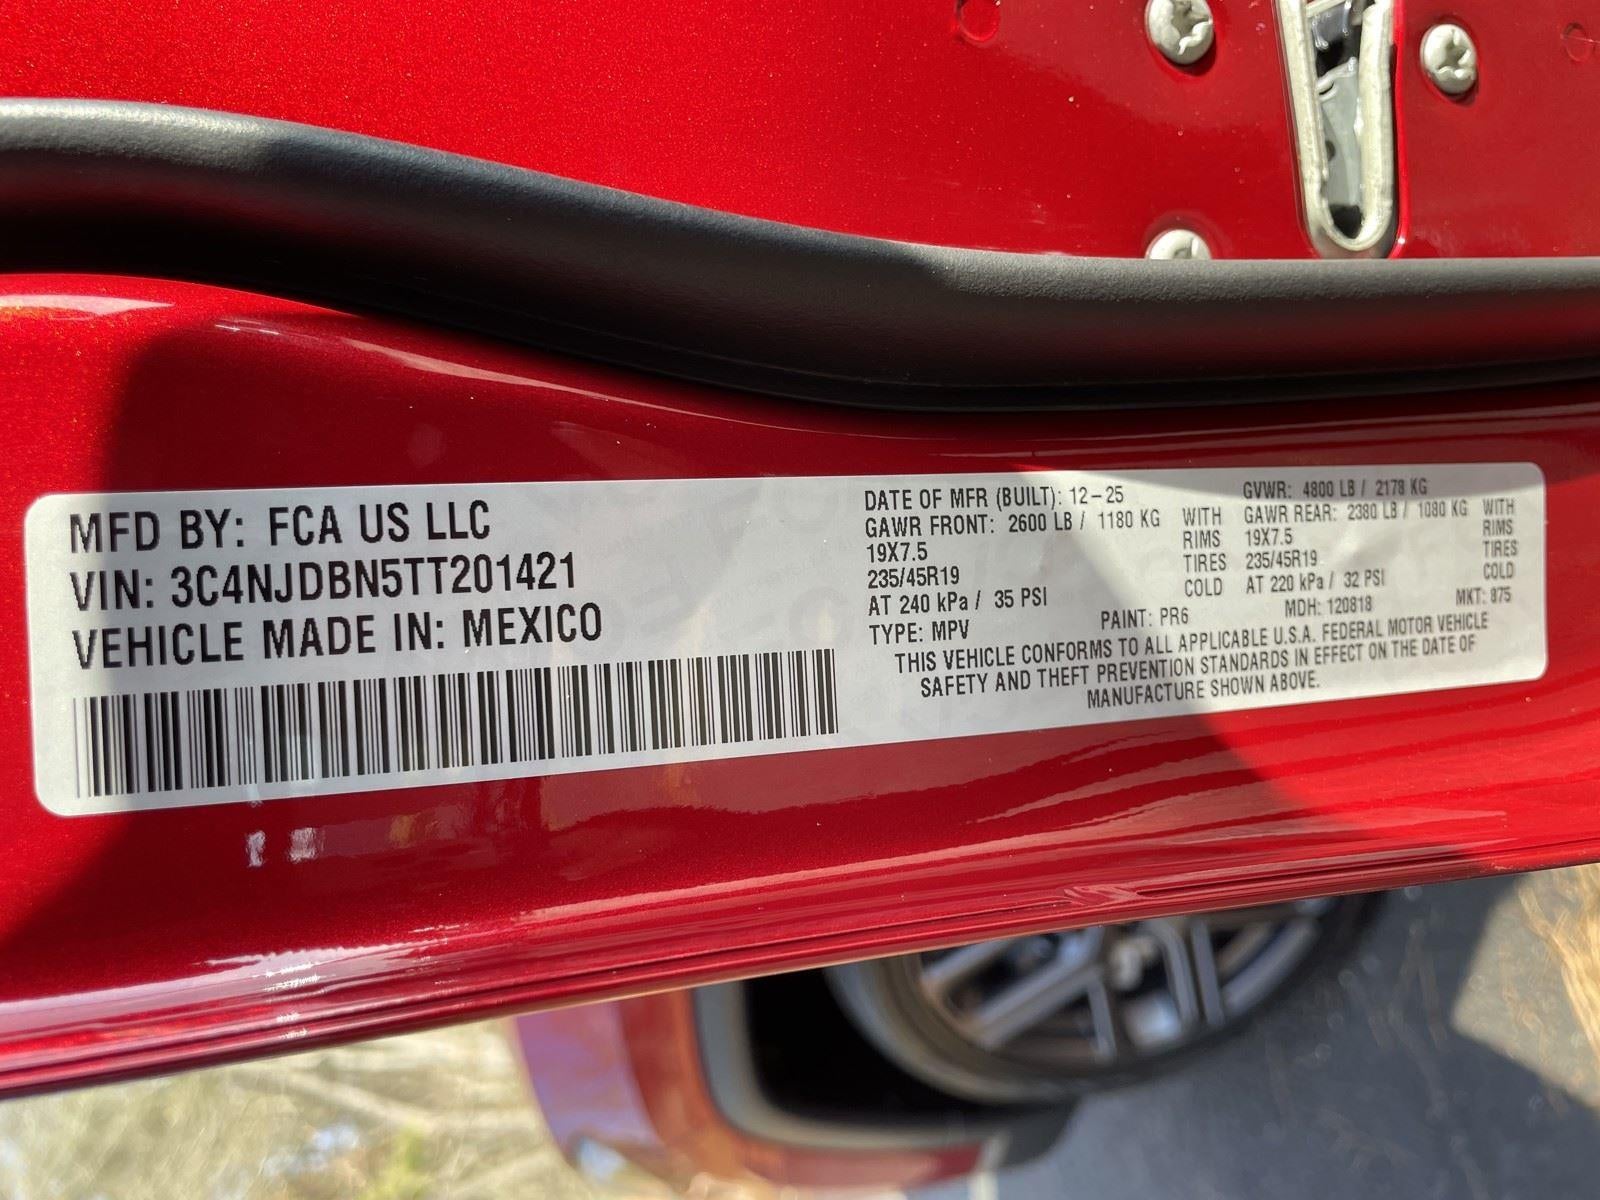 MFD BY: FCA US LLC
VIN: 3C4NJDBN5TT201421
VEHICLE MADE IN: MEXICO
DATE OF MFR (BUILT): 12-25
GVWR: 4800 LB / 2178 KG
GAWR FRONT: 2600 LB / 1180 KG WITH
19X7.5 RIMS
235/45R19 TIRES
AT 240 kPa / 35 PSI COLD
GAWR REAR: 2380 LB / 1080 KG WITH
19X7.5 RIMS
235/45R19 TIRES
AT 220 kPa / 32 PSI COLD
TYPE: MPV PAINT: PR6 MDH: 120818 MKT: 875
THIS VEHICLE CONFORMS TO ALL APPLICABLE U.S.A. FEDERAL MOTOR VEHICLE
SAFETY AND THEFT PREVENTION STANDARDS IN EFFECT ON THE DATE OF
MANUFACTURE SHOWN ABOVE.